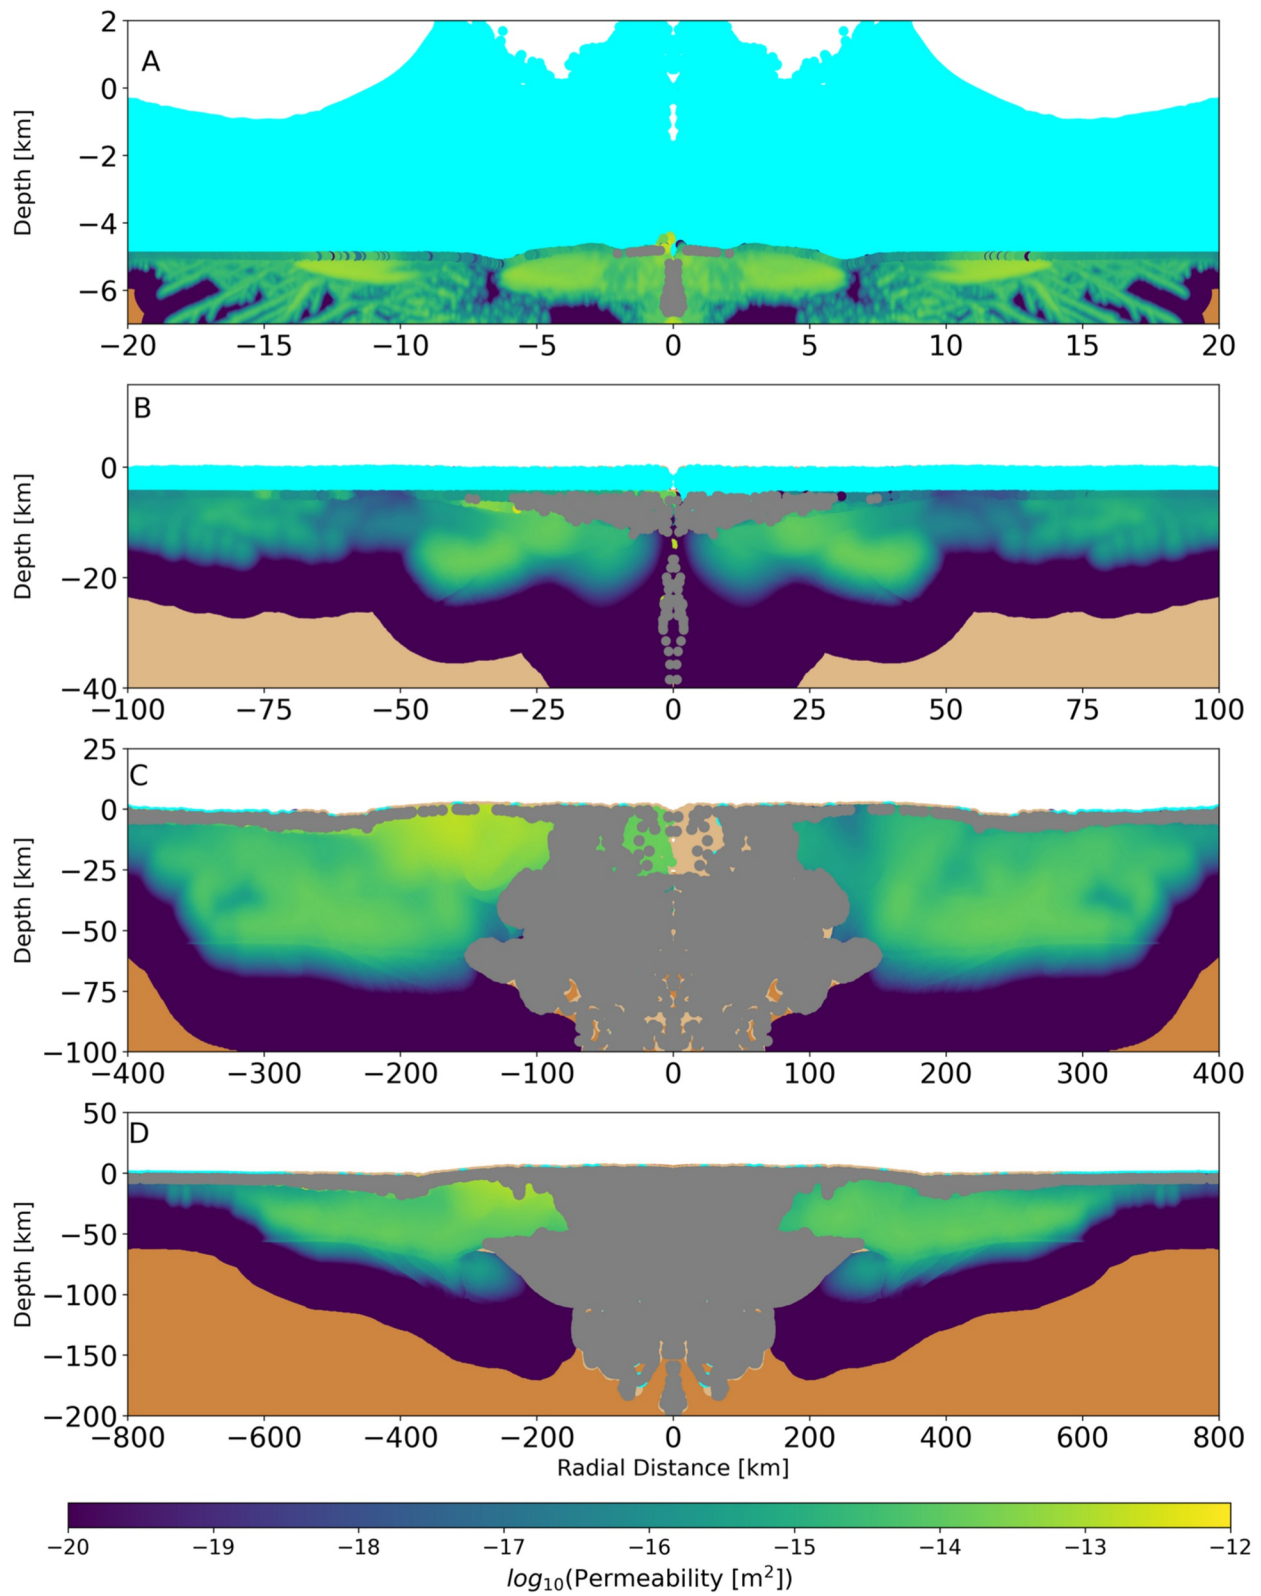 A
Depth [km]
2
0
−2
−4
−6
−20 −15 −10 −5 0 5 10 15 20
B
Depth [km]
0
−20
−40
−100 −75 −50 −25 0 25 50 75 100
C
Depth [km]
25
0
−25
−50
−75
−100
−400 −300 −200 −100 0 100 200 300 400
D
Depth [km]
50
0
−50
−100
−150
−200
−800 −600 −400 −200 0 200 400 600 800
Radial Distance [km]
−20 −19 −18 −17 −16 −15 −14 −13 −12
log₁₀(Permeability [m²])